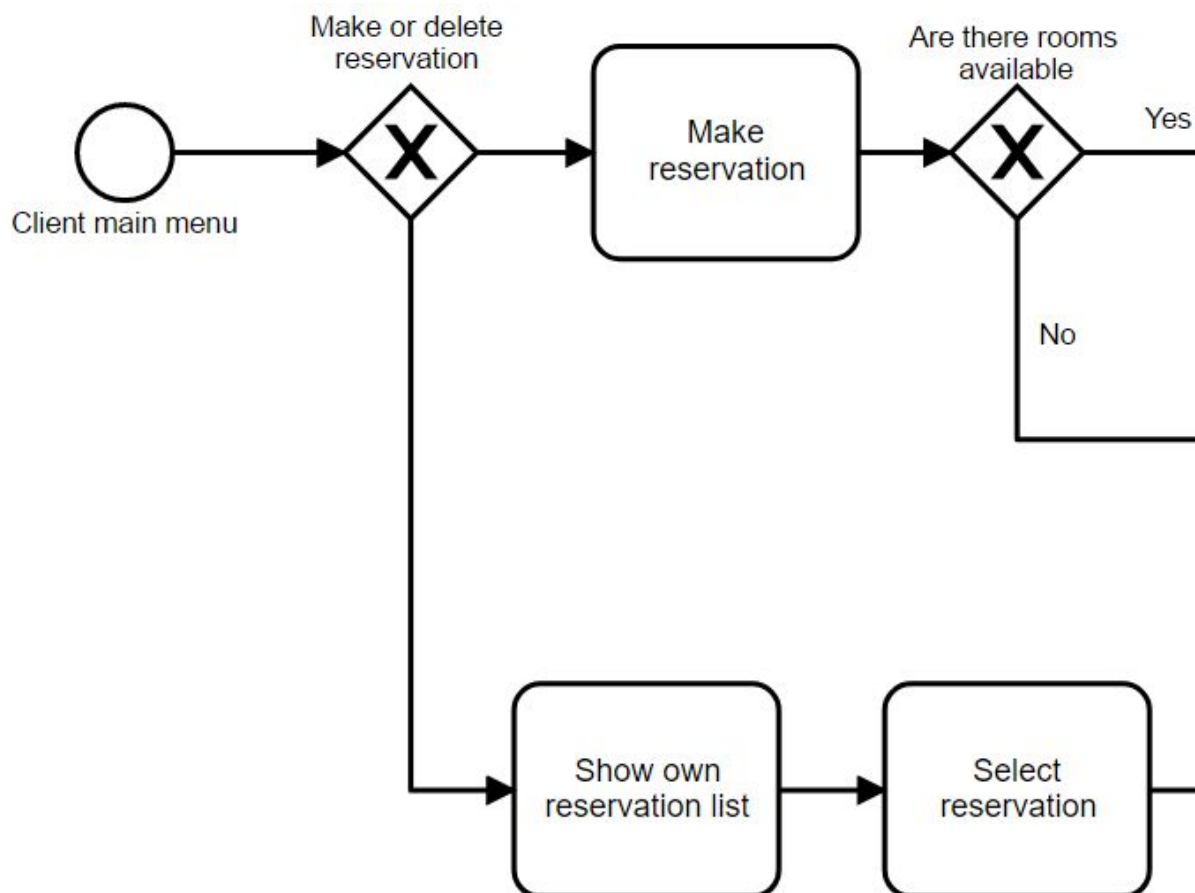 Make or delete
reservation
Are there rooms
available
Make
reservation
Yes
Client main menu
No
Show own
reservation list
Select
reservation